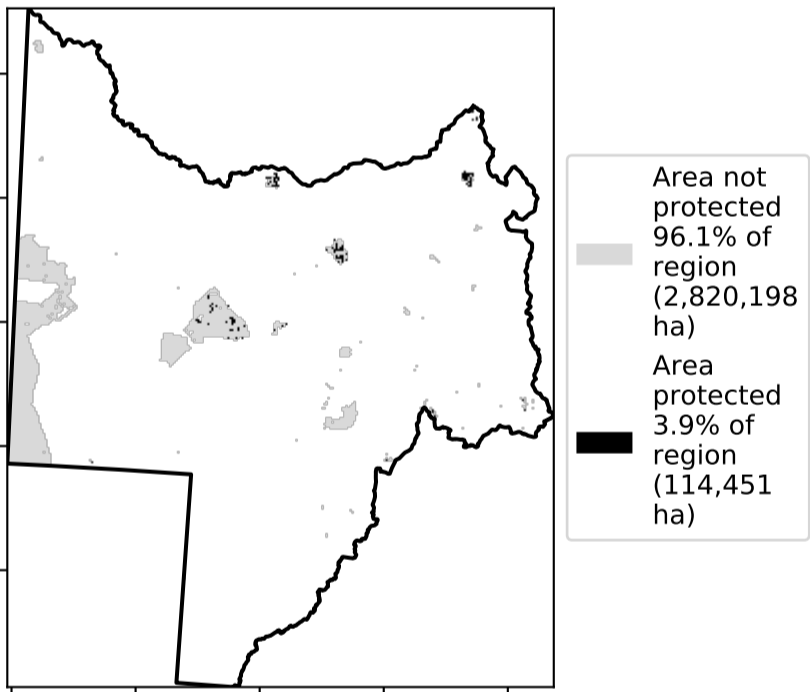 Area not
protected
96.1% of
region
(2,820,198
ha)
Area
protected
3.9% of
region
(114,451
ha)